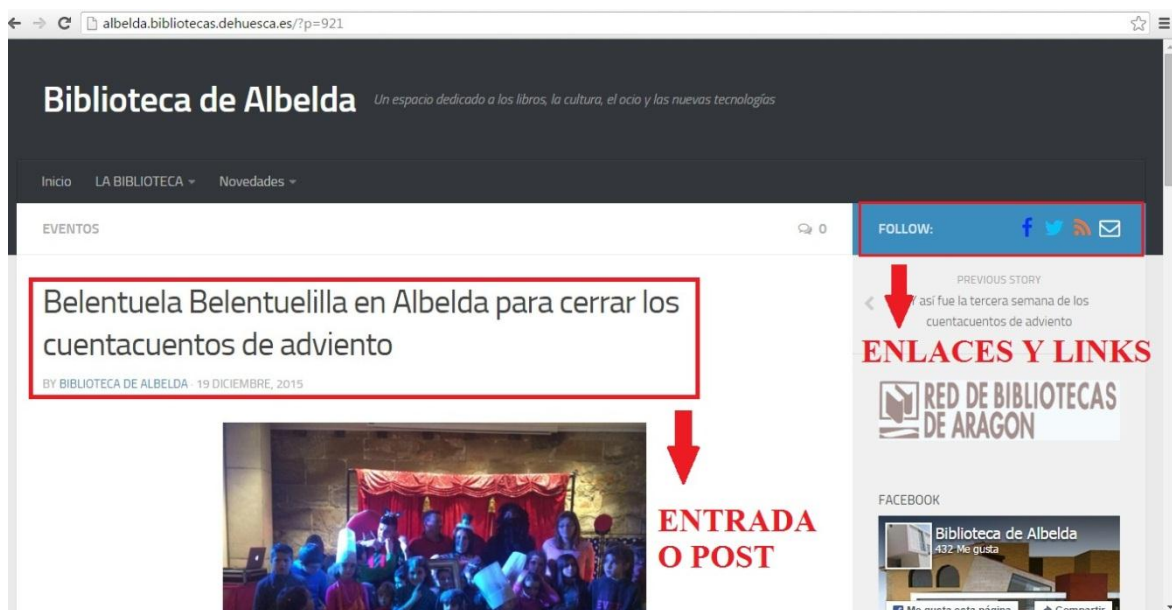 albelda.bibliotecas.dehuesca.es/?p=921
Biblioteca de Albelda
Un espacio dedicado a los libros, la cultura, el ocio y las nuevas tecnologías
Inicio LA BIBLIOTECA Novedades
EVENTOS
0
FOLLOW:
Belentuela Belentuelilla en Albelda para cerrar los
cuentacuentos de adviento
BY BIBLIOTECA DE ALBELDA · 19 DICIEMBRE, 2015
PREVIOUS STORY
Y así fue la tercera semana de los
cuentacuentos de adviento
ENLACES Y LINKS
RED DE BIBLIOTECAS
DE ARAGON
ENTRADA
O POST
FACEBOOK
Biblioteca de Albelda
432 Me gusta
Me gusta esta página
Compartir